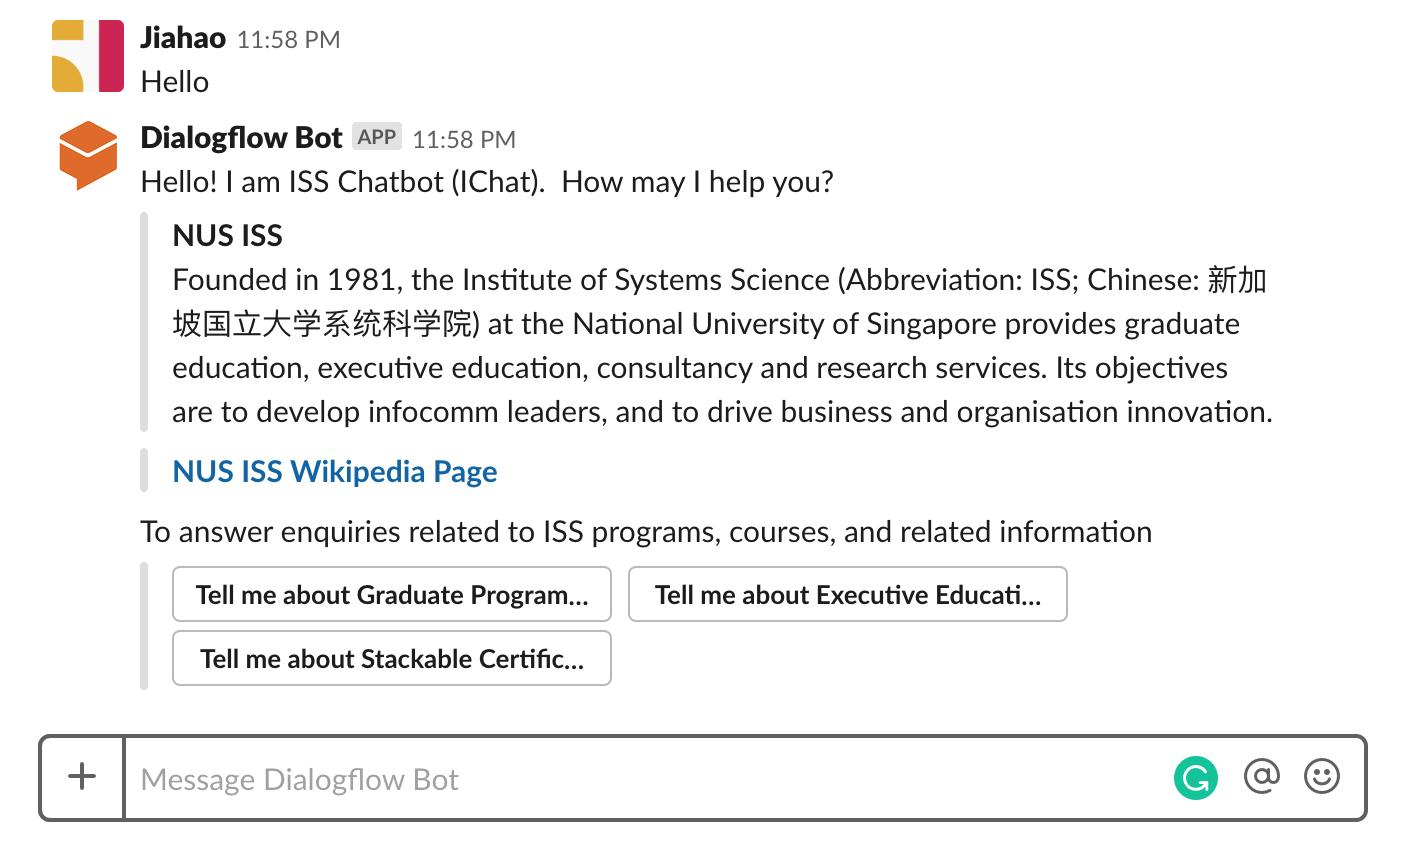 Jiahao 11:58 PM
Hello
Dialogflow Bot APP 11:58 PM
Hello! I am ISS Chatbot (IChat).  How may I help you?
NUS ISS
Founded in 1981, the Institute of Systems Science (Abbreviation: ISS; Chinese: 新加
坡国立大学系统科学院) at the National University of Singapore provides graduate
education, executive education, consultancy and research services. Its objectives
are to develop infocomm leaders, and to drive business and organisation innovation.
NUS ISS Wikipedia Page
To answer enquiries related to ISS programs, courses, and related information
Tell me about Graduate Program... Tell me about Executive Educati...
Tell me about Stackable Certific...
Message Dialogflow Bot